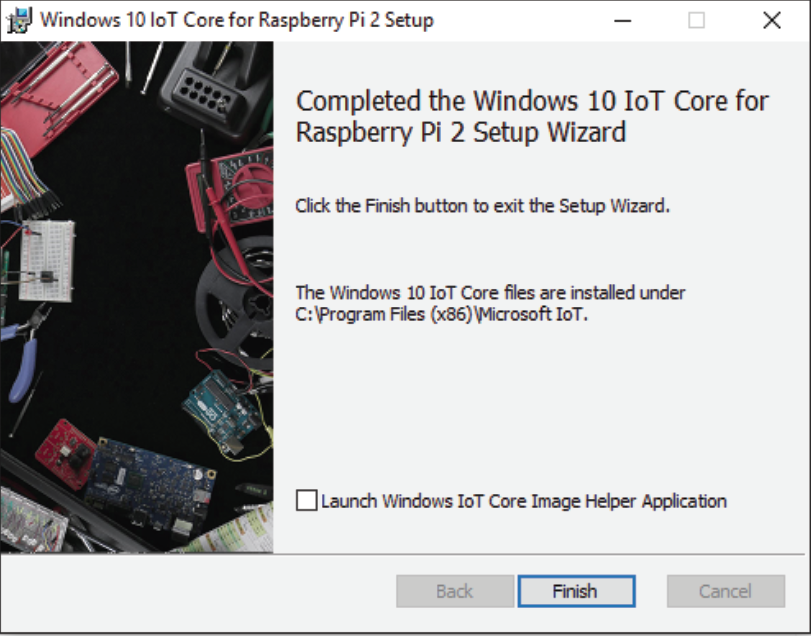 Windows 10 IoT Core for Raspberry Pi 2 Setup
Completed the Windows 10 IoT Core for
Raspberry Pi 2 Setup Wizard
Click the Finish button to exit the Setup Wizard.
The Windows 10 IoT Core files are installed under
C:\Program Files (x86)\Microsoft IoT.
Launch Windows IoT Core Image Helper Application
Back
Finish
Cancel